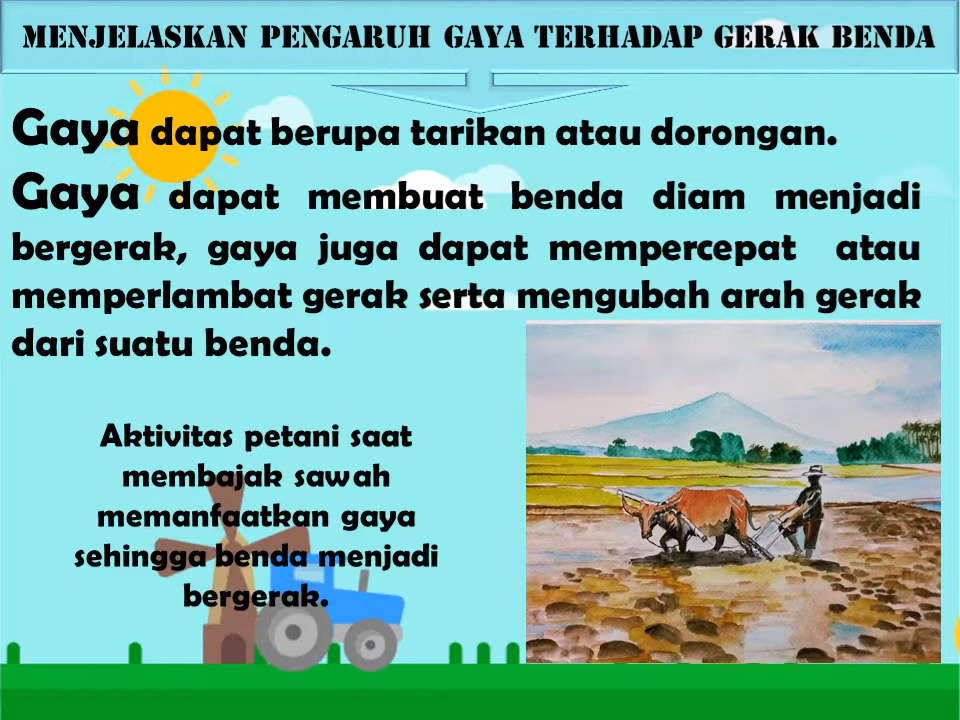 MENJELASKAN PENGARUH GAYA TERHADAP GERAK BENDA
Gaya dapat berupa tarikan atau dorongan.
Gaya dapat membuat benda diam menjadi
bergerak, gaya juga dapat mempercepat atau
memperlambat gerak serta mengubah arah gerak
dari suatu benda.
Aktivitas petani saat
membajak sawah
memanfaatkan gaya
sehingga benda menjadi
bergerak.